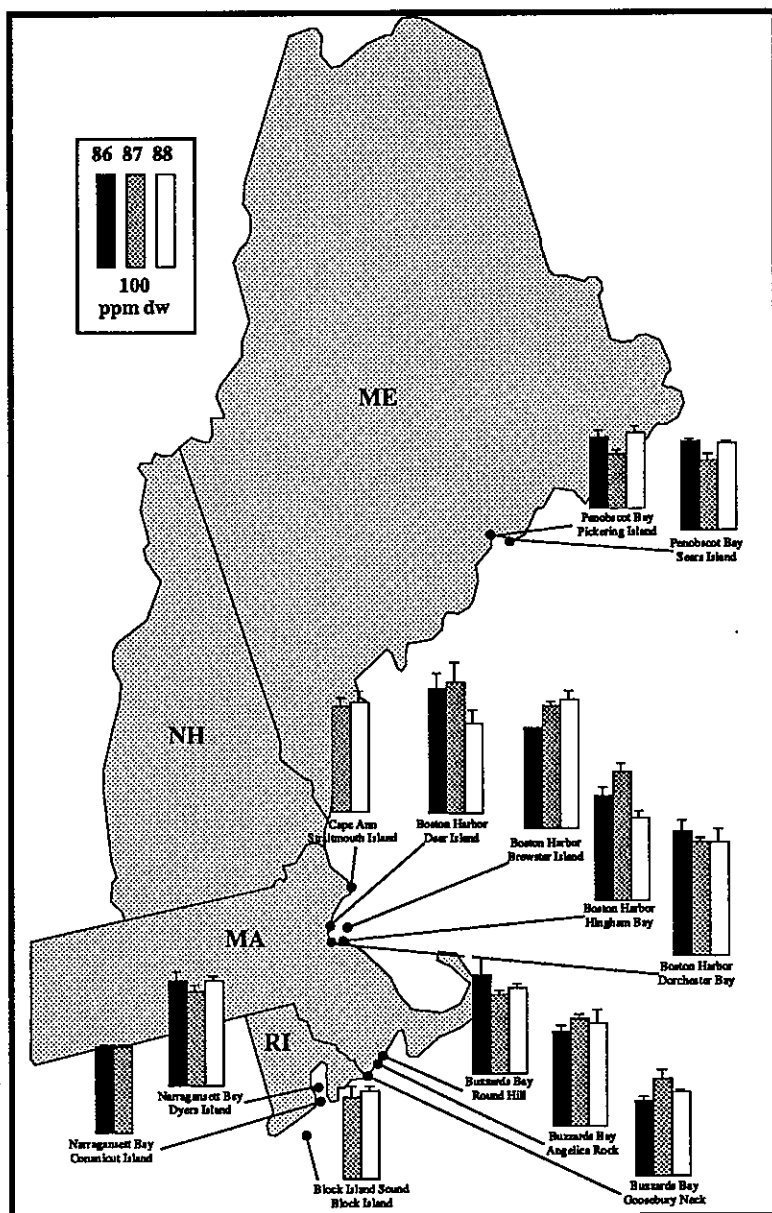 86 87 88
100
ppm dw
ME
Penobscot Bay
Pickering Island
Penobscot Bay
Sears Island
NH
Cape Ann
Straitmouth Island
Boston Harbor
Deer Island
Boston Harbor
Brewster Island
Boston Harbor
Hingham Bay
Boston Harbor
Dorchester Bay
MA
RI
Narragansett Bay
Dyers Island
Narragansett Bay
Conanicut Island
Block Island Sound
Block Island
Buzzards Bay
Round Hill
Buzzards Bay
Angelica Rock
Buzzards Bay
Goosebury Neck